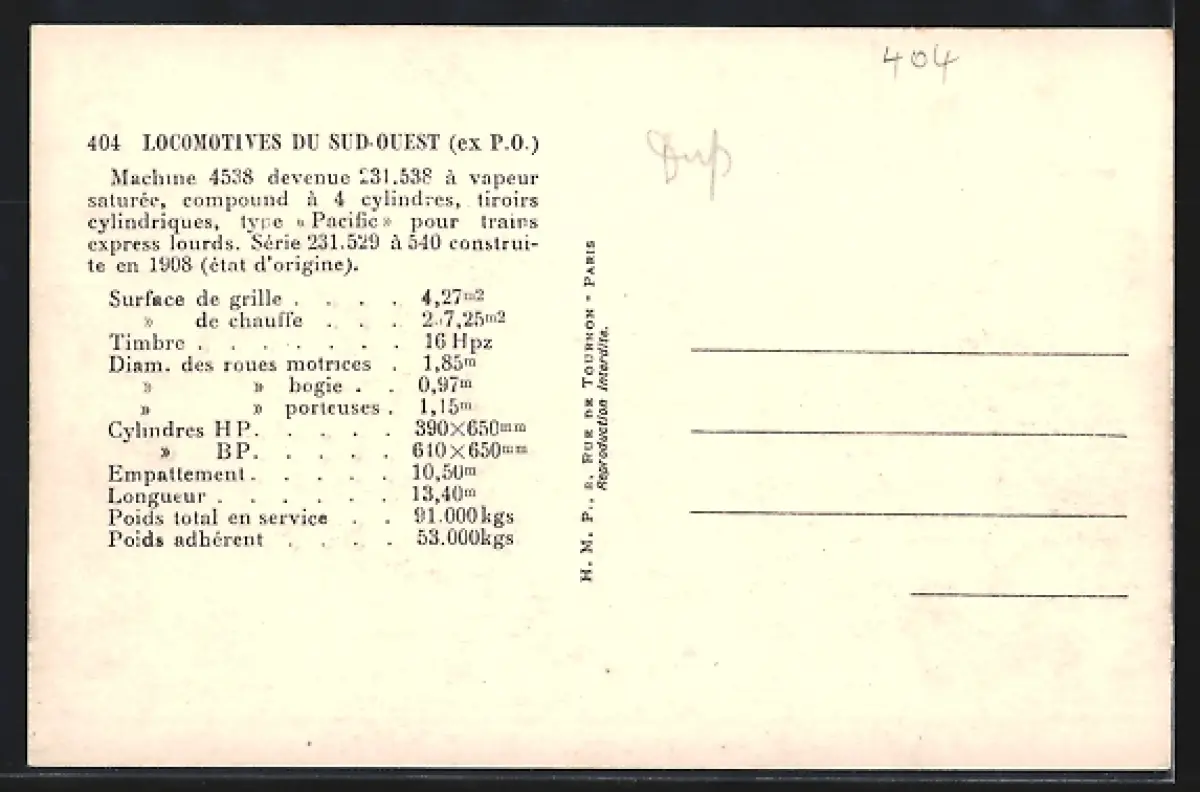 404
404 LOCOMOTIVES DU SUD-OUEST (ex P.O.)
Machine 4538 devenue 231.538 à vapeur
saturée, compound à 4 cylindres, tiroirs
cylindriques, type « Pacific » pour trains
express lourds. Série 231.529 à 540 construi-
te en 1908 (état d'origine).
Surface de grille . . . . 4,27m2
» de chauffe . . .
Timbre . . . . . . . 16 Hpz
Diam. des roues motrices . 1,85m
» » bogie . . 0,97m
» » porteuses . 1,15m
Cylindres HP. . . . . 390×650mm
» BP. . . . . 610×650mm
Empattement. . . . . 10,50m
Longueur . . . . . . 13,40m
Poids total en service . . 91.000kgs
Poids adhérent . . . . 53.000kgs
H. M. P., RUE DE TOURNON - PARIS
Reproduction interdite.